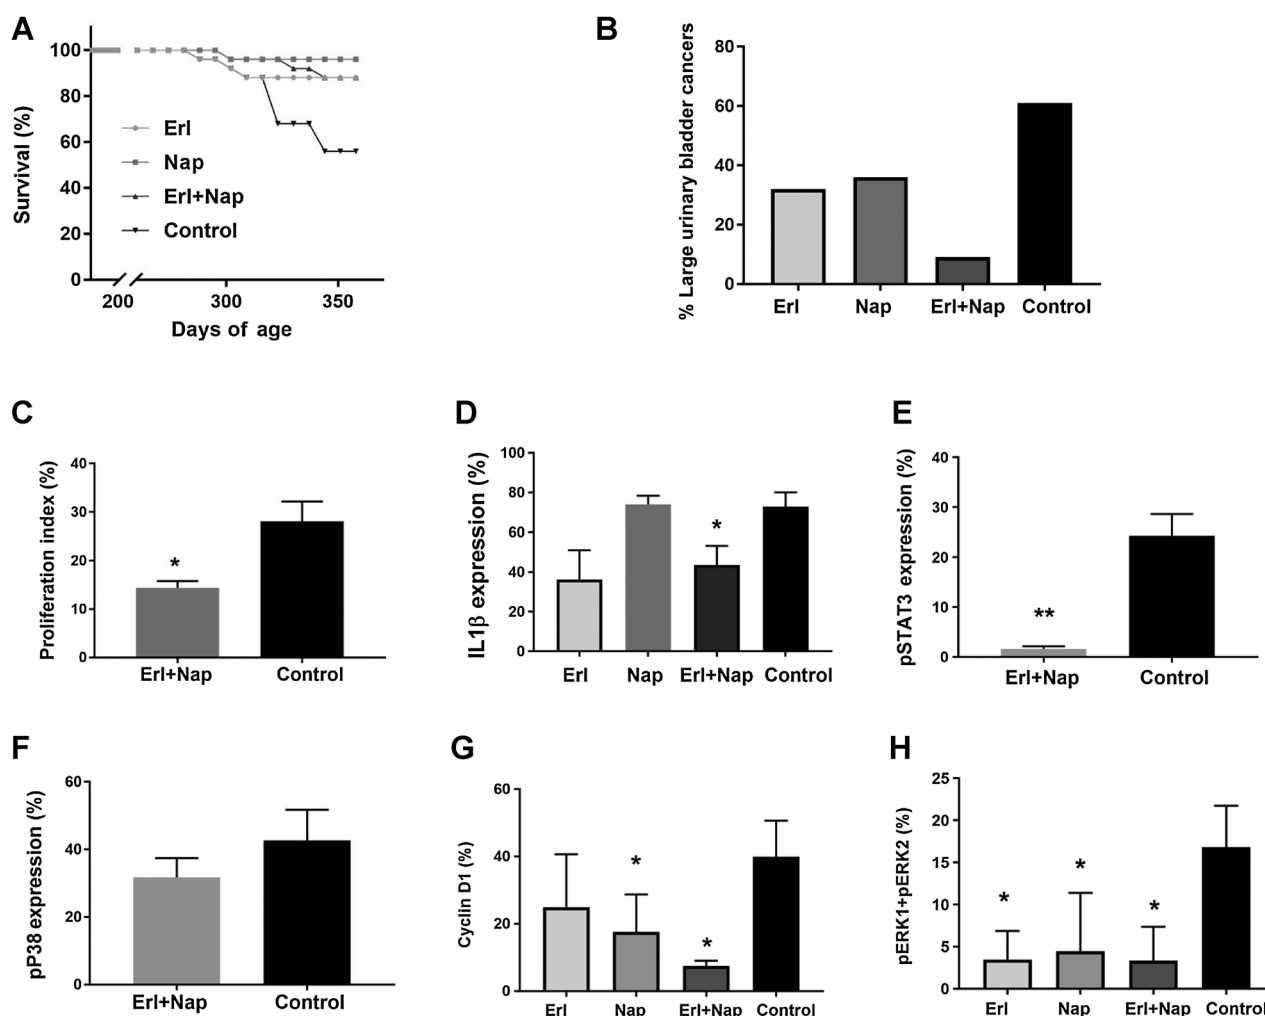 A
Survival (%)
100
80
60
40
20
0
Erl
Nap
Erl+Nap
Control
200
300
350
Days of age
B
% Large urinary bladder cancers
80
60
40
20
0
Erl
Nap
Erl+Nap
Control
C
Proliferation index (%)
40
30
20
10
0
*
Erl+Nap
Control
D
IL1β expression (%)
100
80
60
40
20
0
*
Erl
Nap
Erl+Nap
Control
E
pSTAT3 expression (%)
40
30
20
10
0
**
Erl+Nap
Control
F
pP38 expression (%)
60
40
20
0
Erl+Nap
Control
G
Cyclin D1 (%)
60
40
20
0
*
*
Erl
Nap
Erl+Nap
Control
H
pERK1+pERK2 (%)
25
20
15
10
5
0
*
*
*
Erl
Nap
Erl+Nap
Control